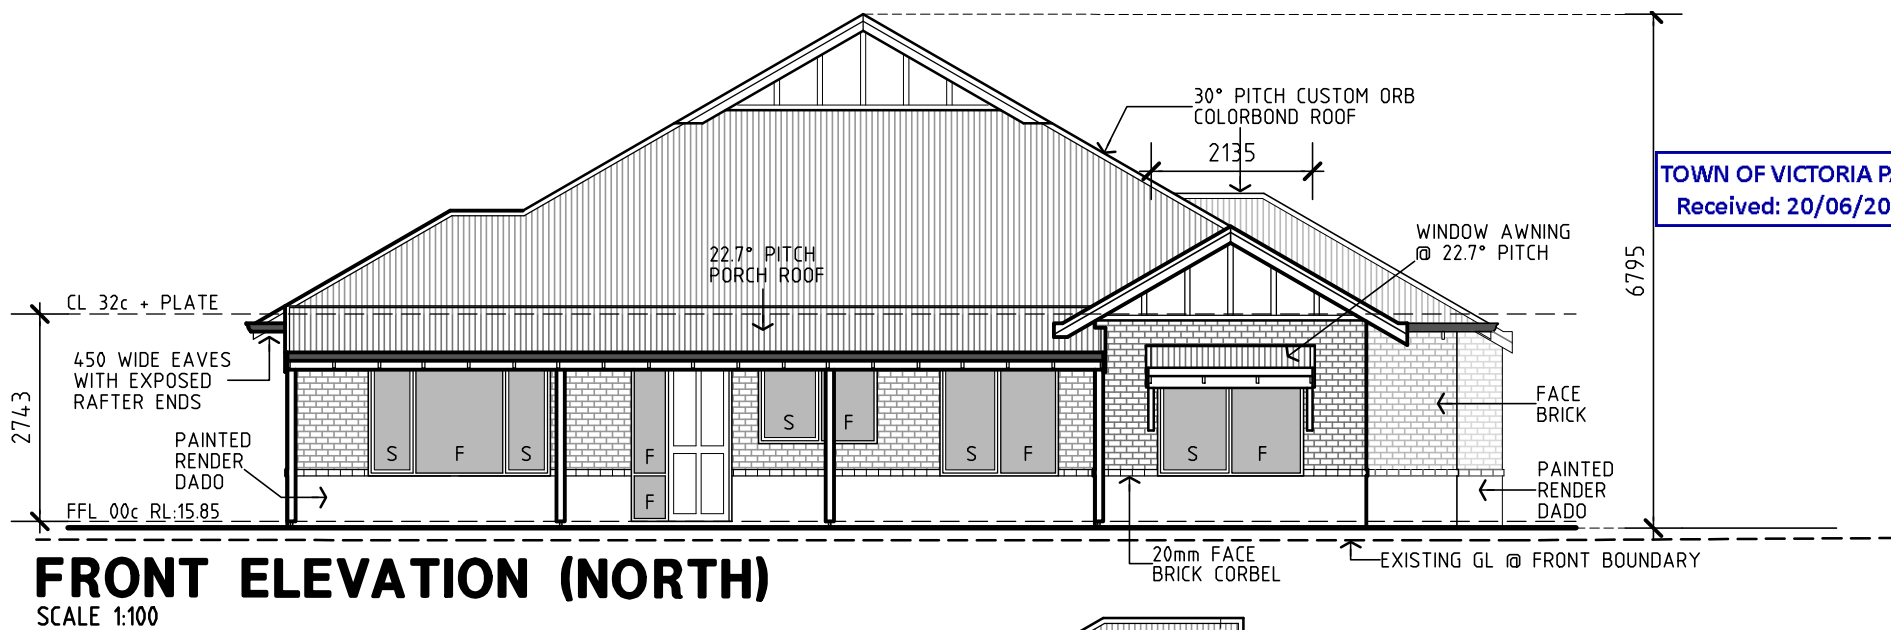 30° PITCH CUSTOM ORB
COLORBOND ROOF
2135
TOWN OF VICTORIA
Received: 20/06/20
WINDOW AWNING
@ 22.7° PITCH
6795
22.7° PITCH
PORCH ROOF
CL 32c + PLATE
450 WIDE EAVES
WITH EXPOSED
RAFTER ENDS
2743
FACE
BRICK
PAINTED
RENDER
DADO
S
F
S
F
F
S
F
S
F
S
F
PAINTED
RENDER
DADO
FFL 00c RL:15.85
20mm FACE
BRICK CORBEL
EXISTING GL @ FRONT BOUNDARY
FRONT ELEVATION (NORTH)
SCALE 1:100